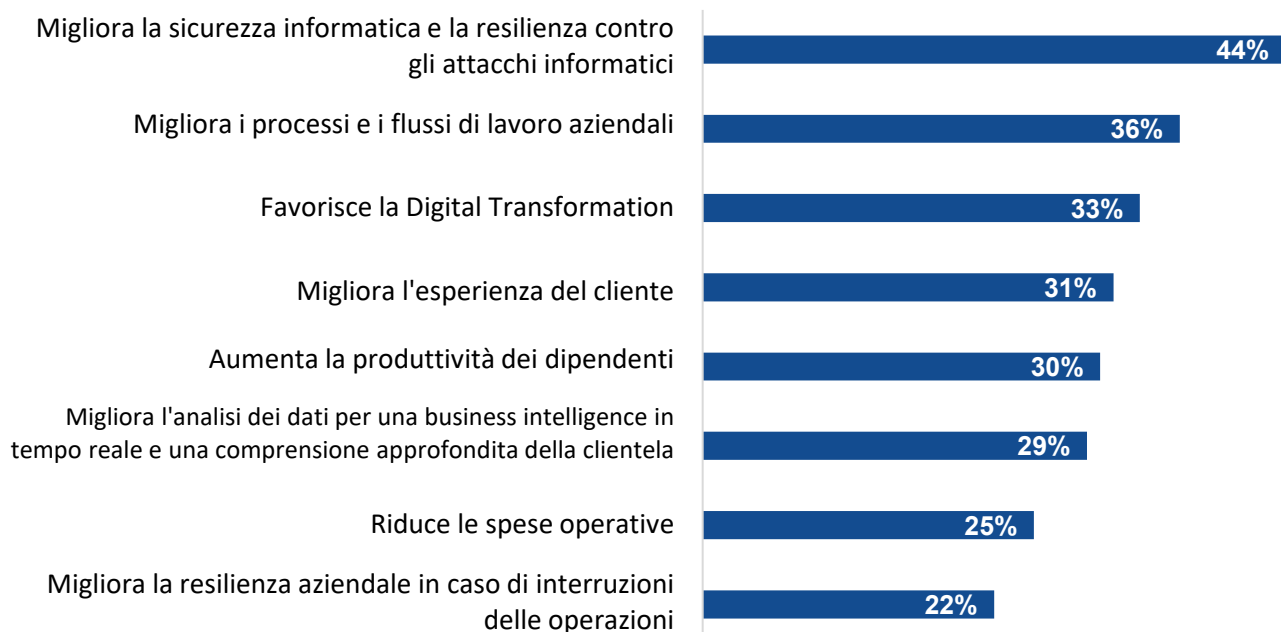 Migliora la sicurezza informatica e la resilienza contro
gli attacchi informatici
44%
Migliora i processi e i flussi di lavoro aziendali
36%
Favorisce la Digital Transformation
33%
Migliora l'esperienza del cliente
31%
Aumenta la produttività dei dipendenti
30%
Migliora l'analisi dei dati per una business intelligence in
tempo reale e una comprensione approfondita della clientela
29%
Riduce le spese operative
25%
Migliora la resilienza aziendale in caso di interruzioni
delle operazioni
22%